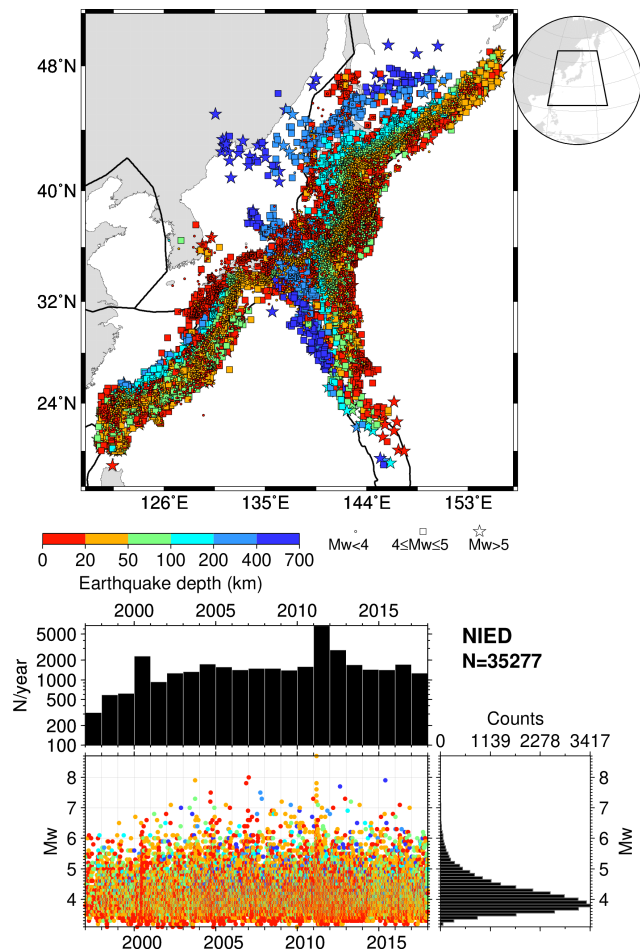 48°N
40°N
32°N
24°N
126°E 135°E 144°E 153°E
0 20 50 100 200 400 700
Earthquake depth (km)
Mw<4 4≤Mw≤5 Mw>5
2000 2005 2010 2015
5000
2000
1000
500
200
100
N/year
NIED
N=35277
Counts
0 1139 2278 3417
8
7
6
5
4
Mw
2000 2005 2010 2015
8
7
6
5
4
Mw